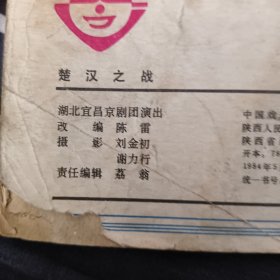 楚汉之战
湖北宜昌京剧团演出
改 编 陈 雷
摄 影 刘金初
谢力行
责任编辑 荔 翁
中国戏
陕西人民
陕西省
开本: 78
1984年5
统一书号